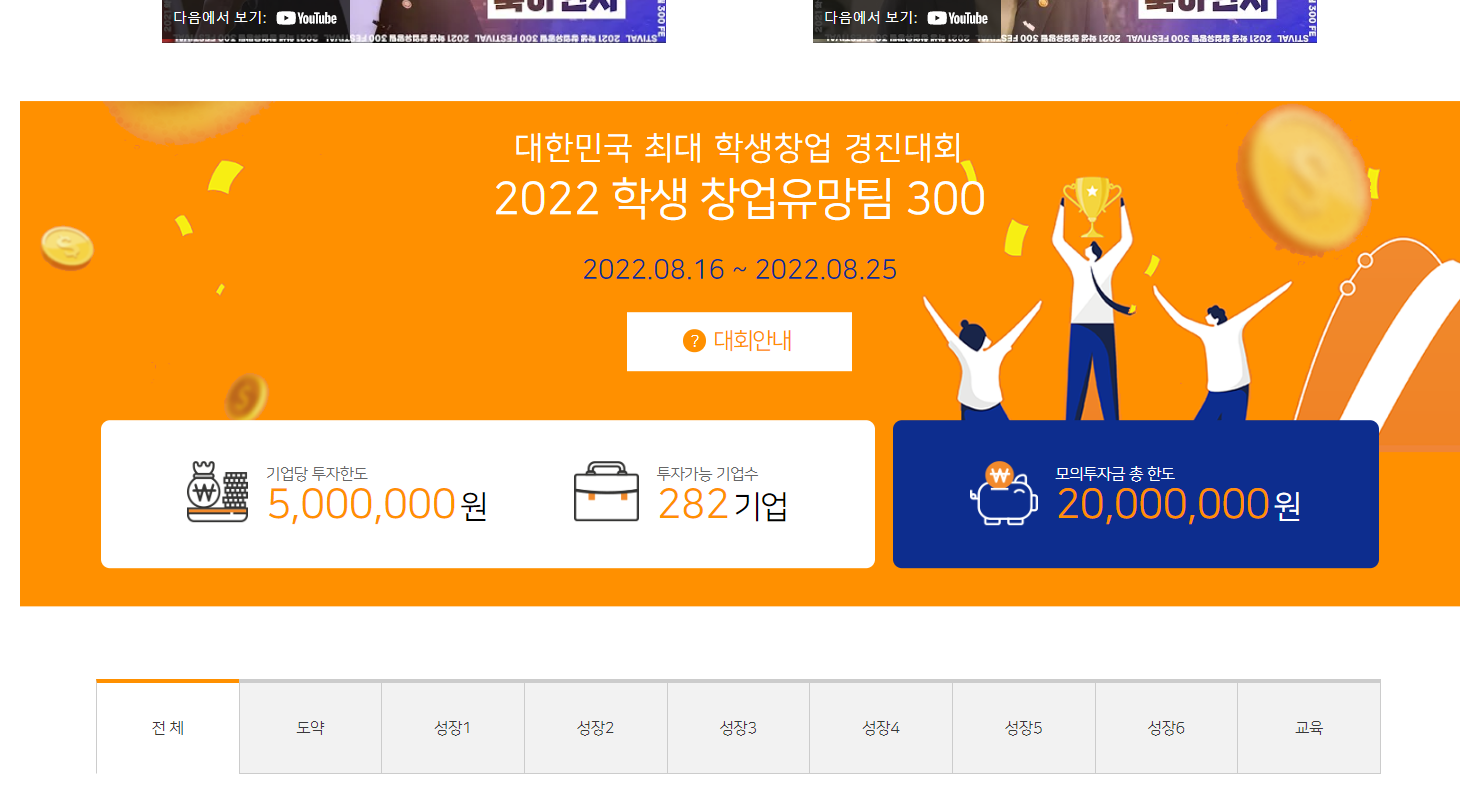 다음에서 보기: YouTube
다음에서 보기: YouTube
대한민국 최대 학생창업 경진대회
2022 학생 창업유망팀 300
2022.08.16 ~ 2022.08.25
? 대회안내
기업당 투자한도
5,000,000원
투자가능 기업수
282기업
모의투자금 총 한도
20,000,000원
전 체
도약
성장1
성장2
성장3
성장4
성장5
성장6
교육